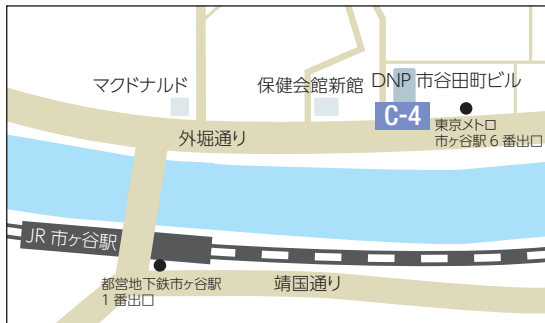 マクドナルド
保健会館新館
DNP 市谷田町ビル
C-4
東京メトロ
市ヶ谷駅 6 番出口
外堀通り
JR 市ヶ谷駅
都営地下鉄市ヶ谷駅
1 番出口
靖国通り